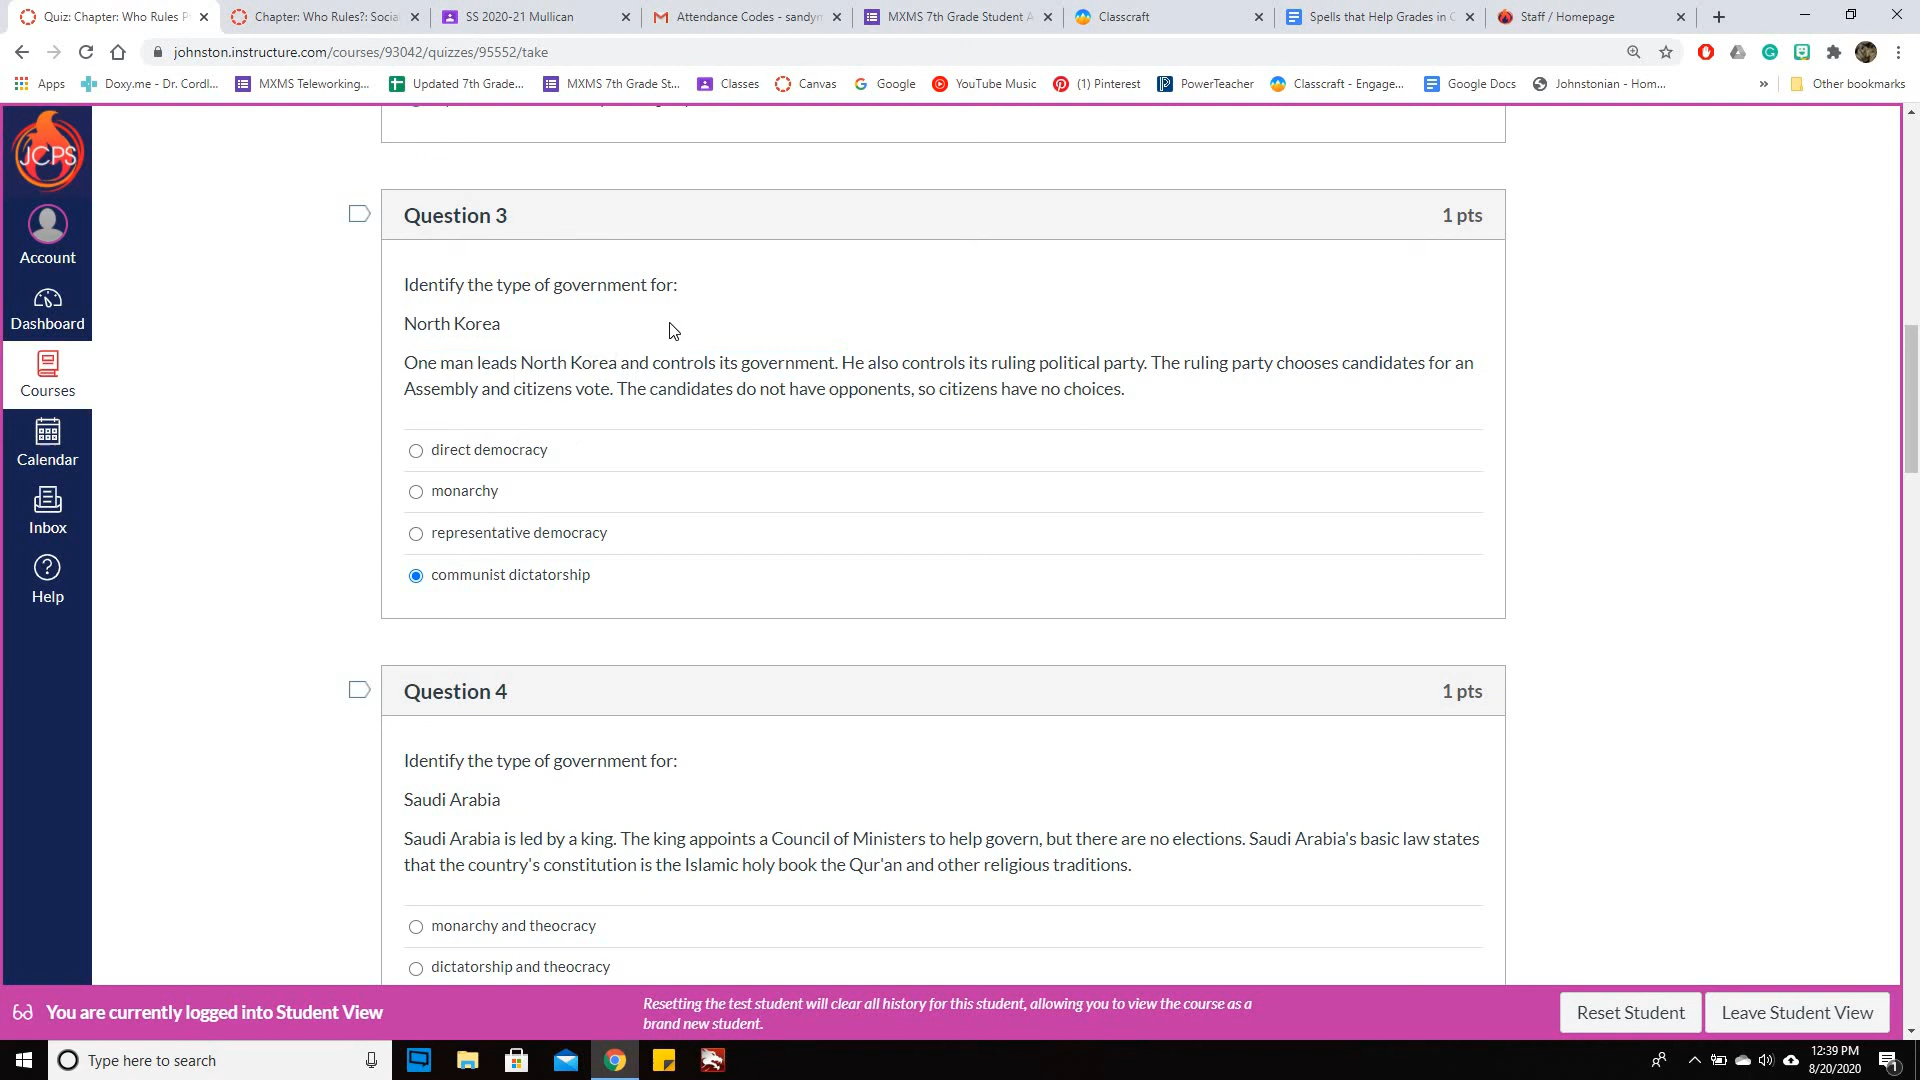 Quiz: Chapter: Who Rules P
Chapter: Who Rules?: Social
SS 2020-21 Mullican
Attendance Codes - sandyn
MXMS 7th Grade Student A
Classcraft
Spells that Help Grades in C
Staff / Homepage
johnston.instructure.com/courses/93042/quizzes/95552/take
Apps
Doxy.me - Dr. Cordl...
MXMS Teleworking...
Updated 7th Grade...
MXMS 7th Grade St...
Classes
Canvas
Google
YouTube Music
(1) Pinterest
PowerTeacher
Classcraft - Engage...
Google Docs
Johnstonian - Hom...
»
Other bookmarks
JCPS
Account
Dashboard
Courses
Calendar
Inbox
Help
Question 3
1 pts
Identify the type of government for:
North Korea
One man leads North Korea and controls its government. He also controls its ruling political party. The ruling party chooses candidates for an
Assembly and citizens vote. The candidates do not have opponents, so citizens have no choices.
direct democracy
monarchy
representative democracy
communist dictatorship
Question 4
1 pts
Identify the type of government for:
Saudi Arabia
Saudi Arabia is led by a king. The king appoints a Council of Ministers to help govern, but there are no elections. Saudi Arabia's basic law states
that the country's constitution is the Islamic holy book the Qur'an and other religious traditions.
monarchy and theocracy
dictatorship and theocracy
You are currently logged into Student View
Resetting the test student will clear all history for this student, allowing you to view the course as a
brand new student.
Reset Student
Leave Student View
Type here to search
12:39 PM
8/20/2020
1